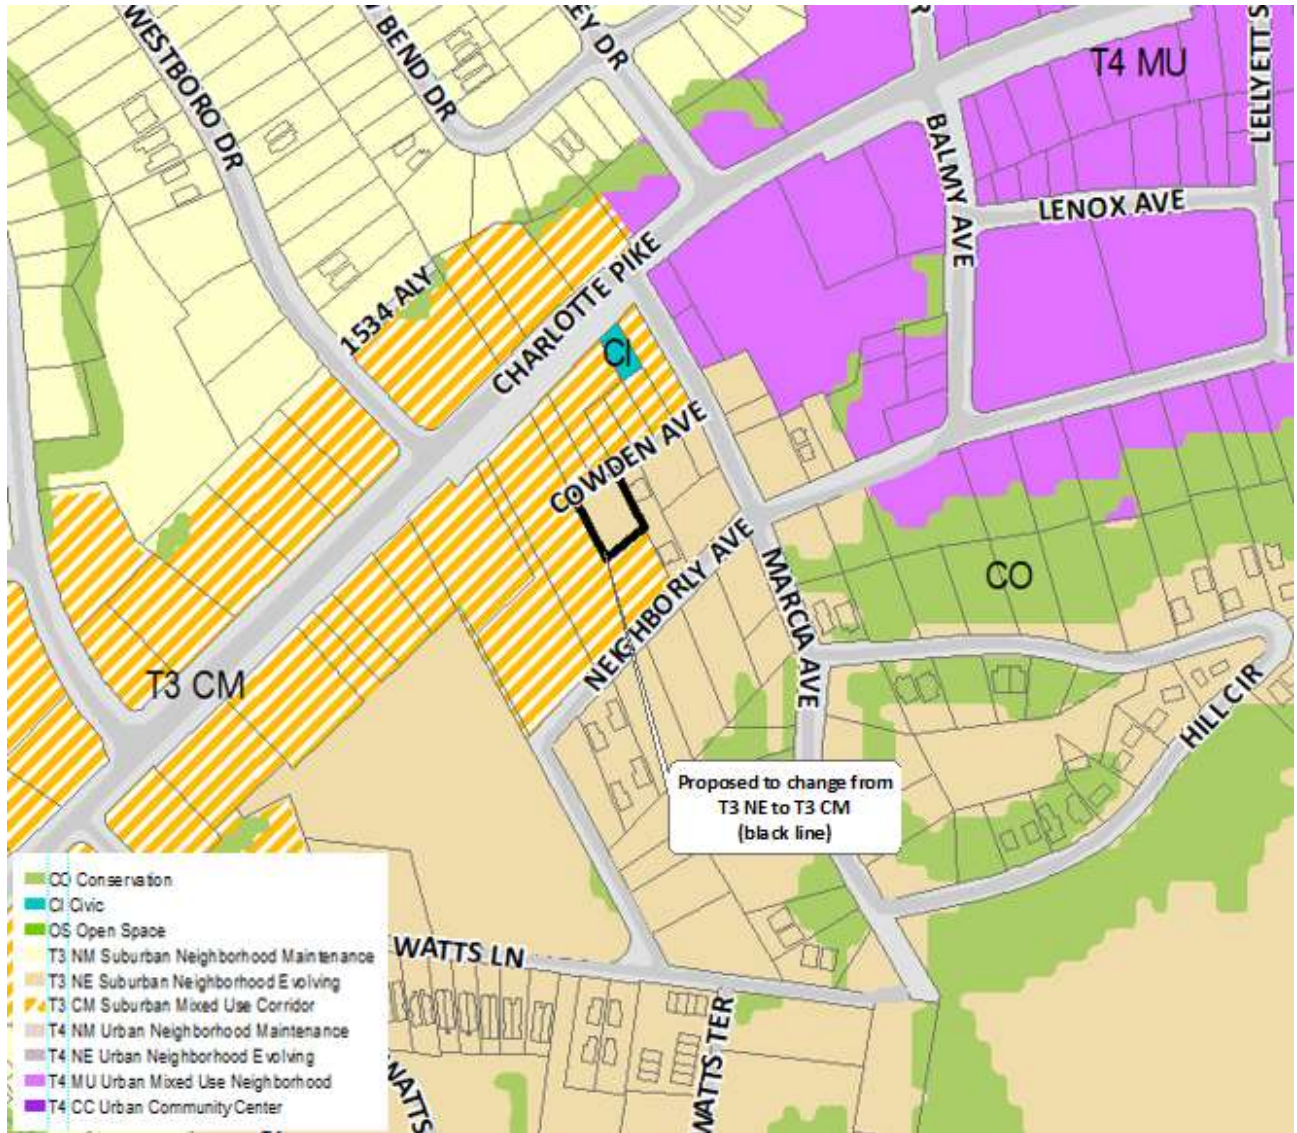 WESTBORO DR
BEND DR
LEY DR
T4 MU
LELLYETT S
BALMY AVE
LENOX AVE
1534 ALY
CHARLOTTE PIKE
CI
COWDEN AVE
NEIGHBORLY AVE
MARCIA AVE
CO
T3 CM
HILL CIR
Proposed to change from
T3 NE to T3 CM
(black line)
CO Conservation
CI Civic
OS Open Space
T3 NM Suburban Neighborhood Maintenance
T3 NE Suburban Neighborhood Evolving
T3 CM Suburban Mixed Use Corridor
T4 NM Urban Neighborhood Maintenance
T4 NE Urban Neighborhood Evolving
T4 MU Urban Mixed Use Neighborhood
T4 CC Urban Community Center
WATTS LN
WATTS TER
WATTS